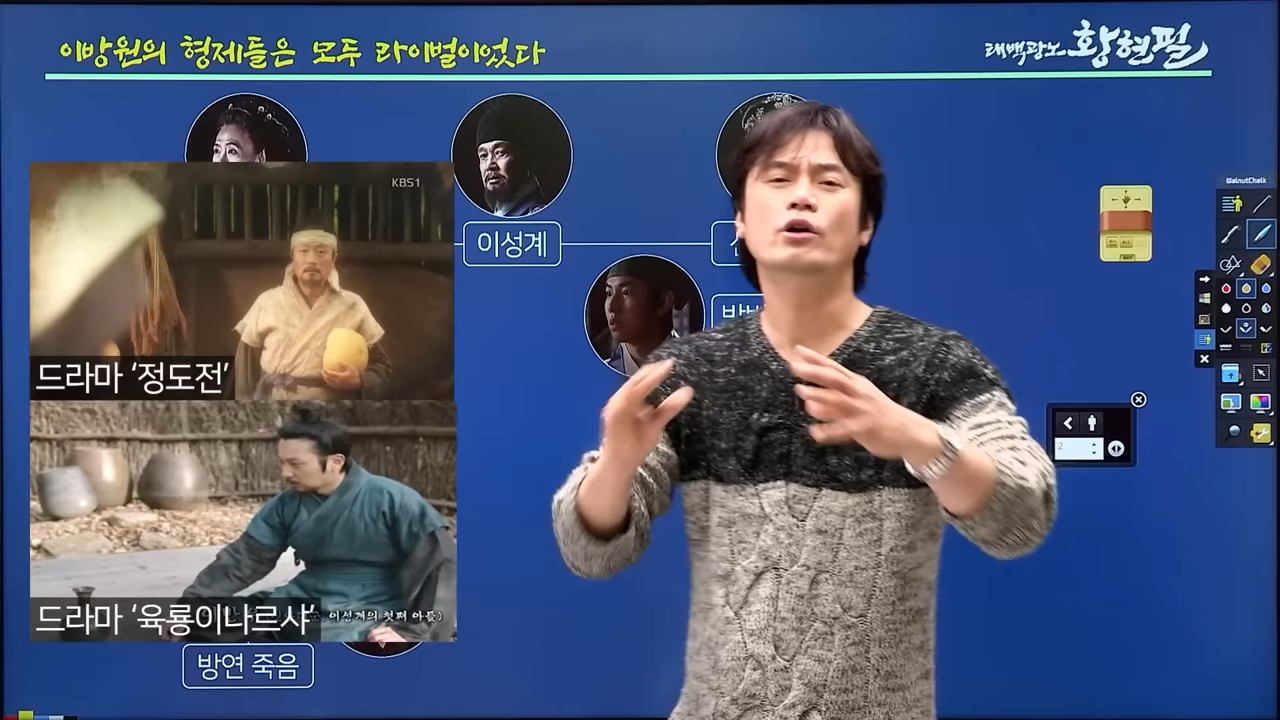 이방원의 형제들은 모두 라이벌이었다
태백광노 황현필
WalnutChalk
KBS1
이성계
드라마 ‘정도전’
2
이성계의 첫째 아들)
드라마 ‘육룡이나르샤’
방연 죽음